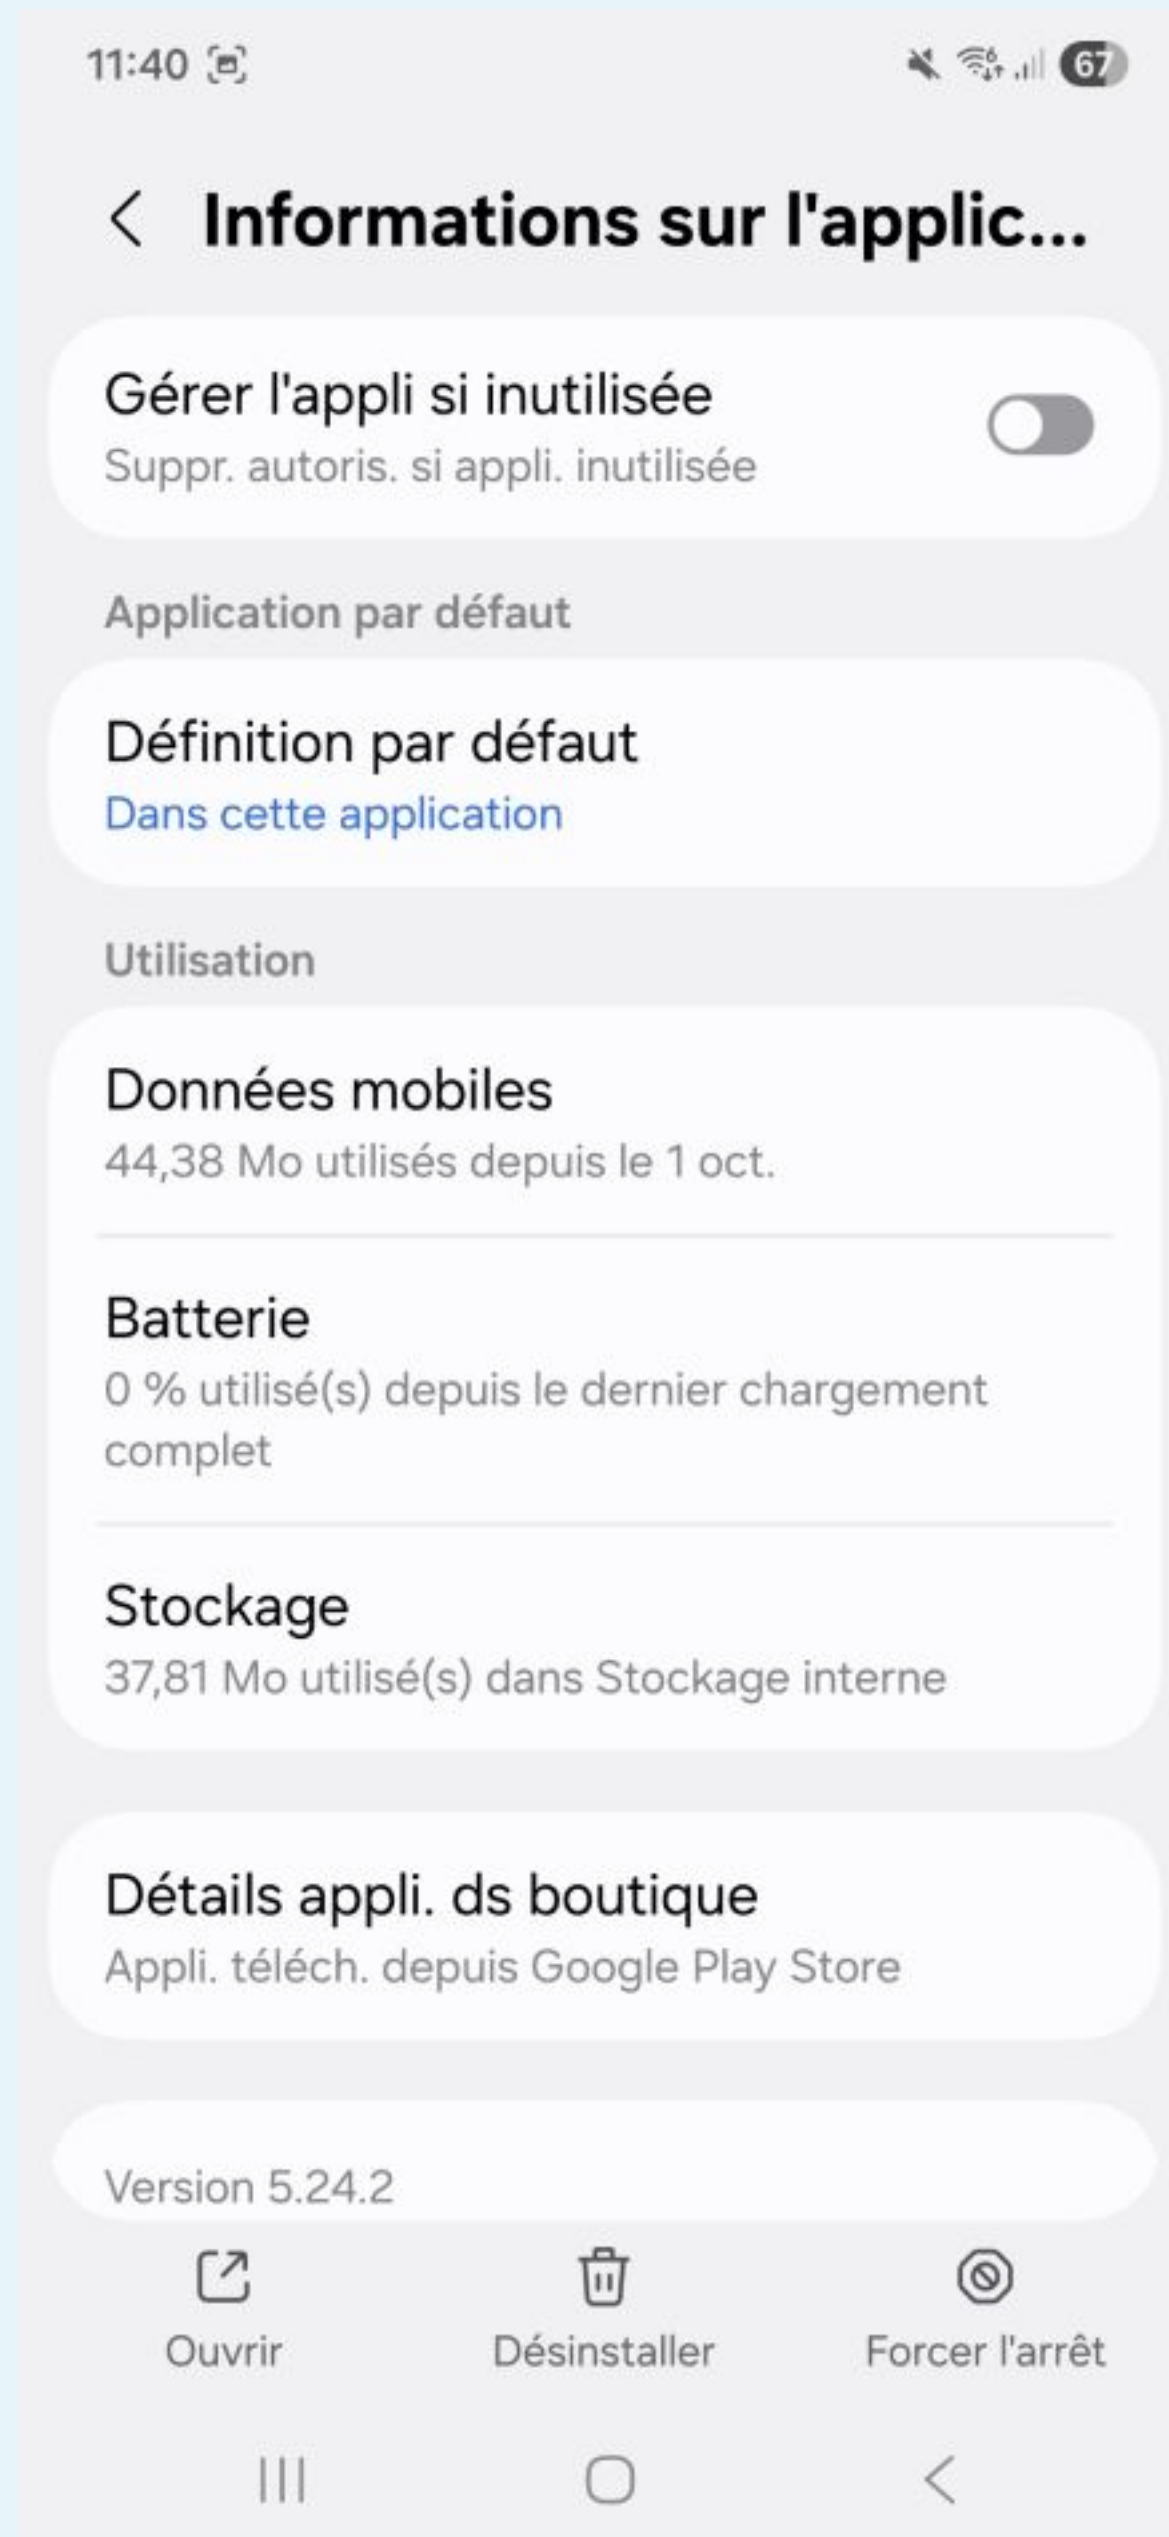 11:40
67
Informations sur l'applic...
Gérer l'appli si inutilisée
Suppr. autoris. si appli. inutilisée
Application par défaut
Définition par défaut
Dans cette application
Utilisation
Données mobiles
44,38 Mo utilisés depuis le 1 oct.
Batterie
0 % utilisé(s) depuis le dernier chargement
complet
Stockage
37,81 Mo utilisé(s) dans Stockage interne
Détails appli. ds boutique
Appli. téléch. depuis Google Play Store
Version 5.24.2
Ouvrir
Désinstaller
Forcer l'arrêt